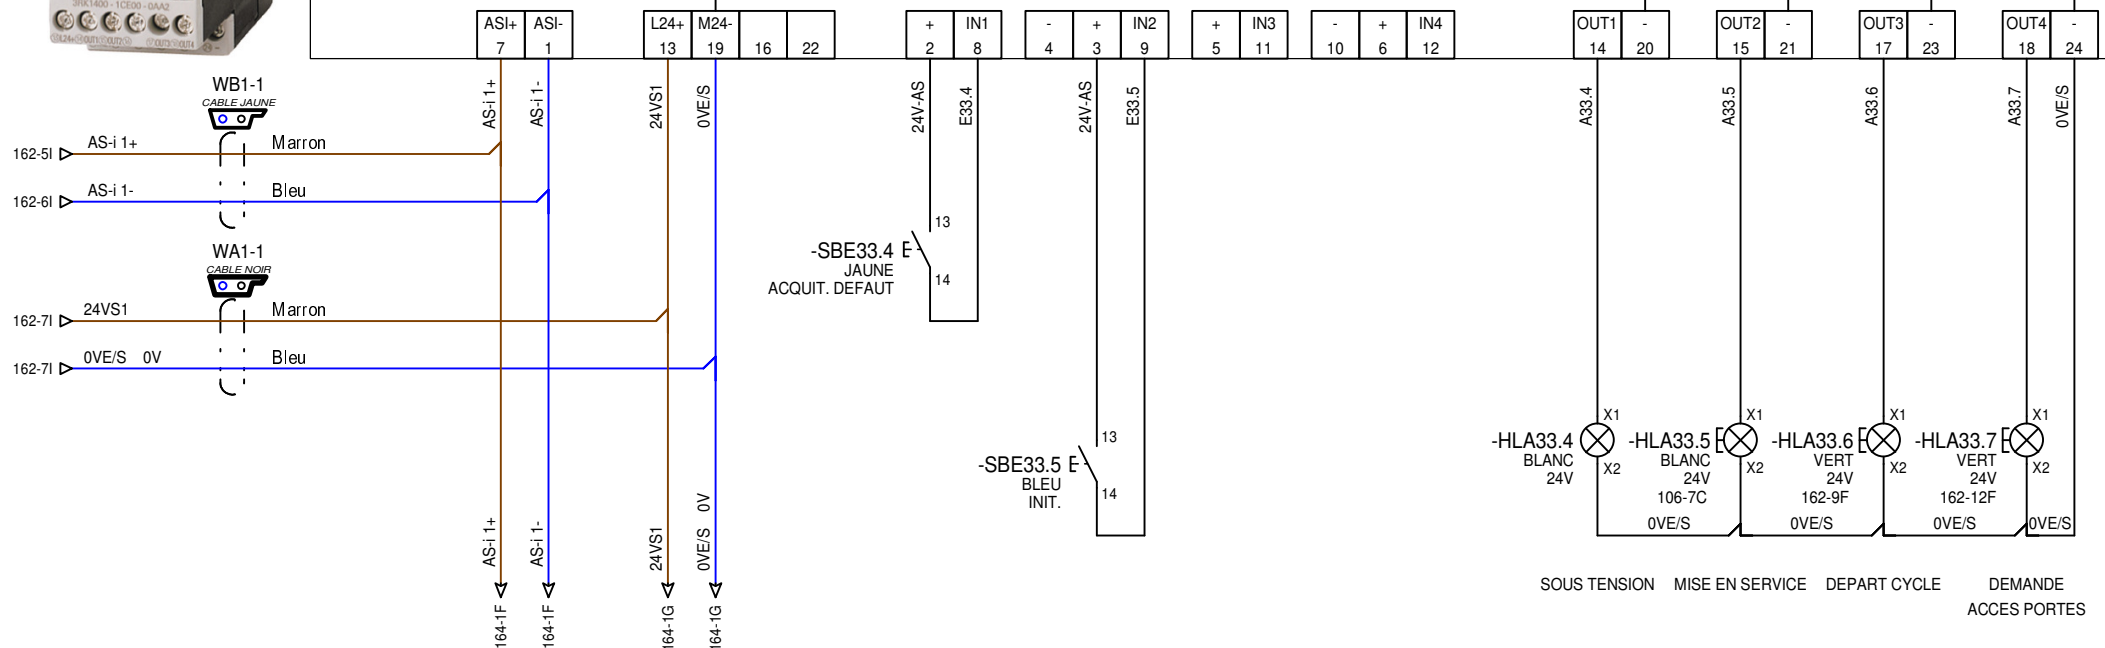 3RK1400 - 1CE00 - 0AA2
ASI+ ASI- L24+ M24- + IN1 - + IN2 + IN3 - + IN4 OUT1 - OUT2 - OUT3 - OUT4 -
7 1 13 19 16 22 2 8 4 3 9 5 11 10 6 12 14 20 15 21 17 23 18 24
AS-i 1+
AS-i 1-
24VS1
0VE/S
24V-AS
E33.4
24V-AS
E33.5
A33.4
A33.5
A33.6
A33.7
0VE/S
WB1-1
CABLE JAUNE
162-5I AS-i 1+ Marron
162-6I AS-i 1- Bleu
WA1-1
CABLE NOIR
162-7I 24VS1 Marron
162-7I 0VE/S 0V Bleu
13
-SBE33.4
JAUNE
14
ACQUIT. DEFAUT
13
-SBE33.5
BLEU
14
INIT.
X1 X1 X1 X1
-HLA33.4 -HLA33.5 -HLA33.6 -HLA33.7
BLANC BLANC VERT VERT
X2 X2 X2 X2
24V 24V 24V 24V
106-7C 162-9F 162-12F
0VE/S 0VE/S 0VE/S 0VE/S
AS-i 1+
AS-i 1-
24VS1
0VE/S 0V
164-1F
164-1F
164-1G
164-1G
SOUS TENSION MISE EN SERVICE DEPART CYCLE DEMANDE
ACCES PORTES